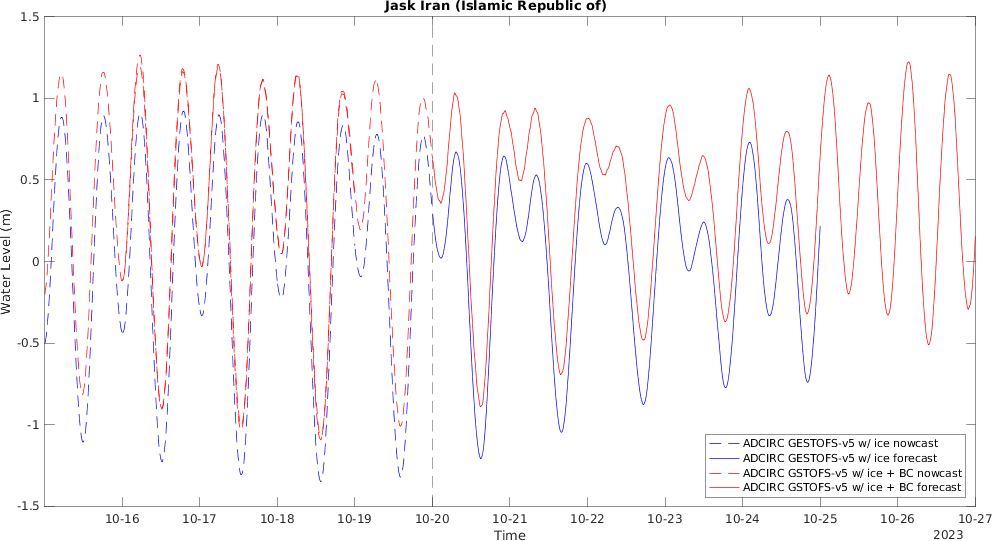 Jask Iran (Islamic Republic of)
1.5
1
0.5
0
-0.5
-1
-1.5
Water Level (m)
10-16 10-17 10-18 10-19 10-20 10-21 10-22 10-23 10-24 10-25 10-26 10-27
Time
2023
ADCIRC GESTOFS-v5 w/ ice nowcast
ADCIRC GESTOFS-v5 w/ ice forecast
ADCIRC GSTOFS-v5 w/ ice + BC nowcast
ADCIRC GSTOFS-v5 w/ ice + BC forecast